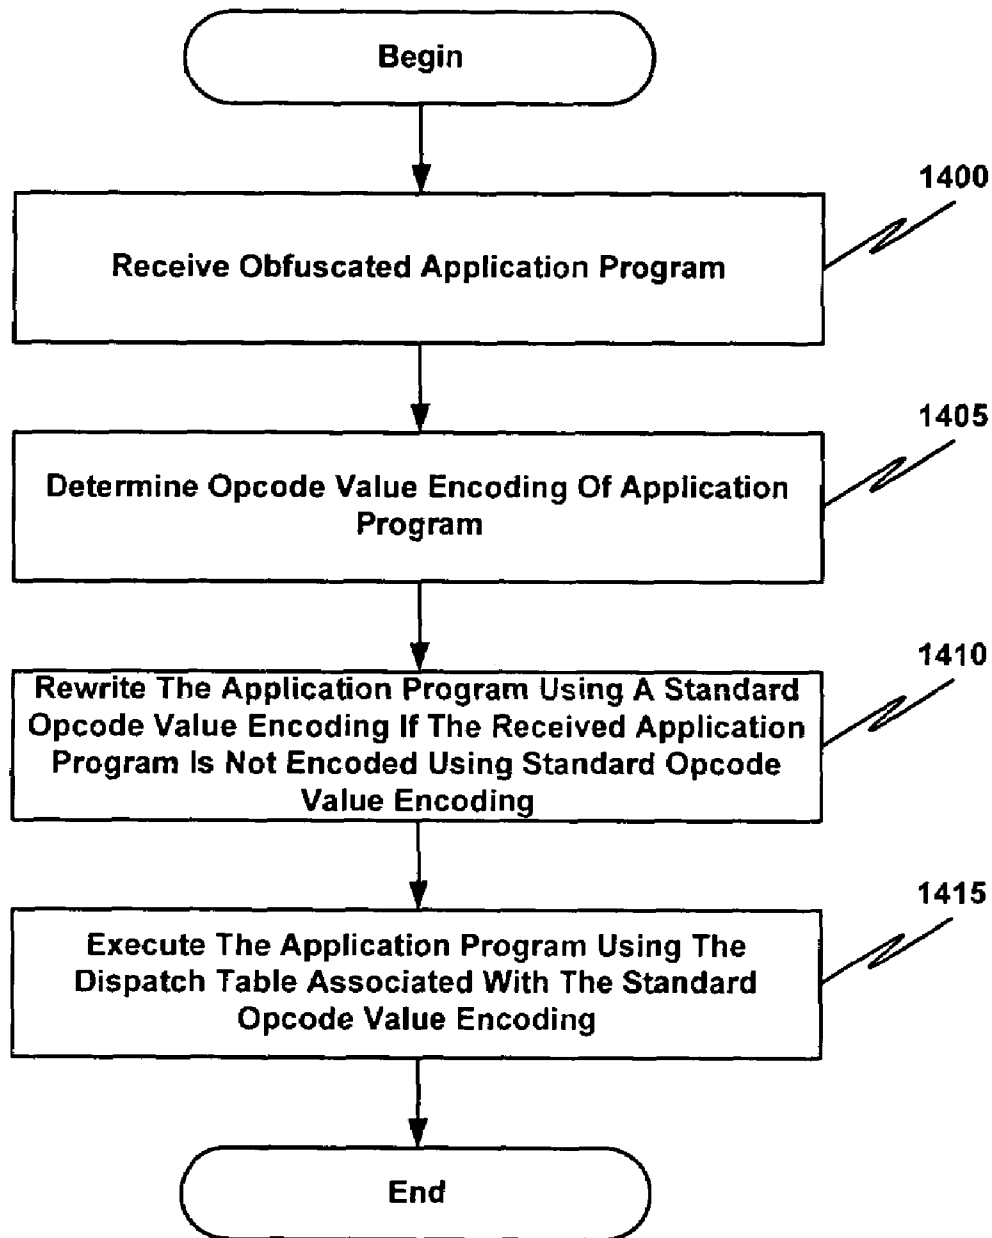 Begin
1400
Receive Obfuscated Application Program
1405
Determine Opcode Value Encoding Of Application
Program
1410
Rewrite The Application Program Using A Standard
Opcode Value Encoding If The Received Application
Program Is Not Encoded Using Standard Opcode
Value Encoding
1415
Execute The Application Program Using The
Dispatch Table Associated With The Standard
Opcode Value Encoding
End